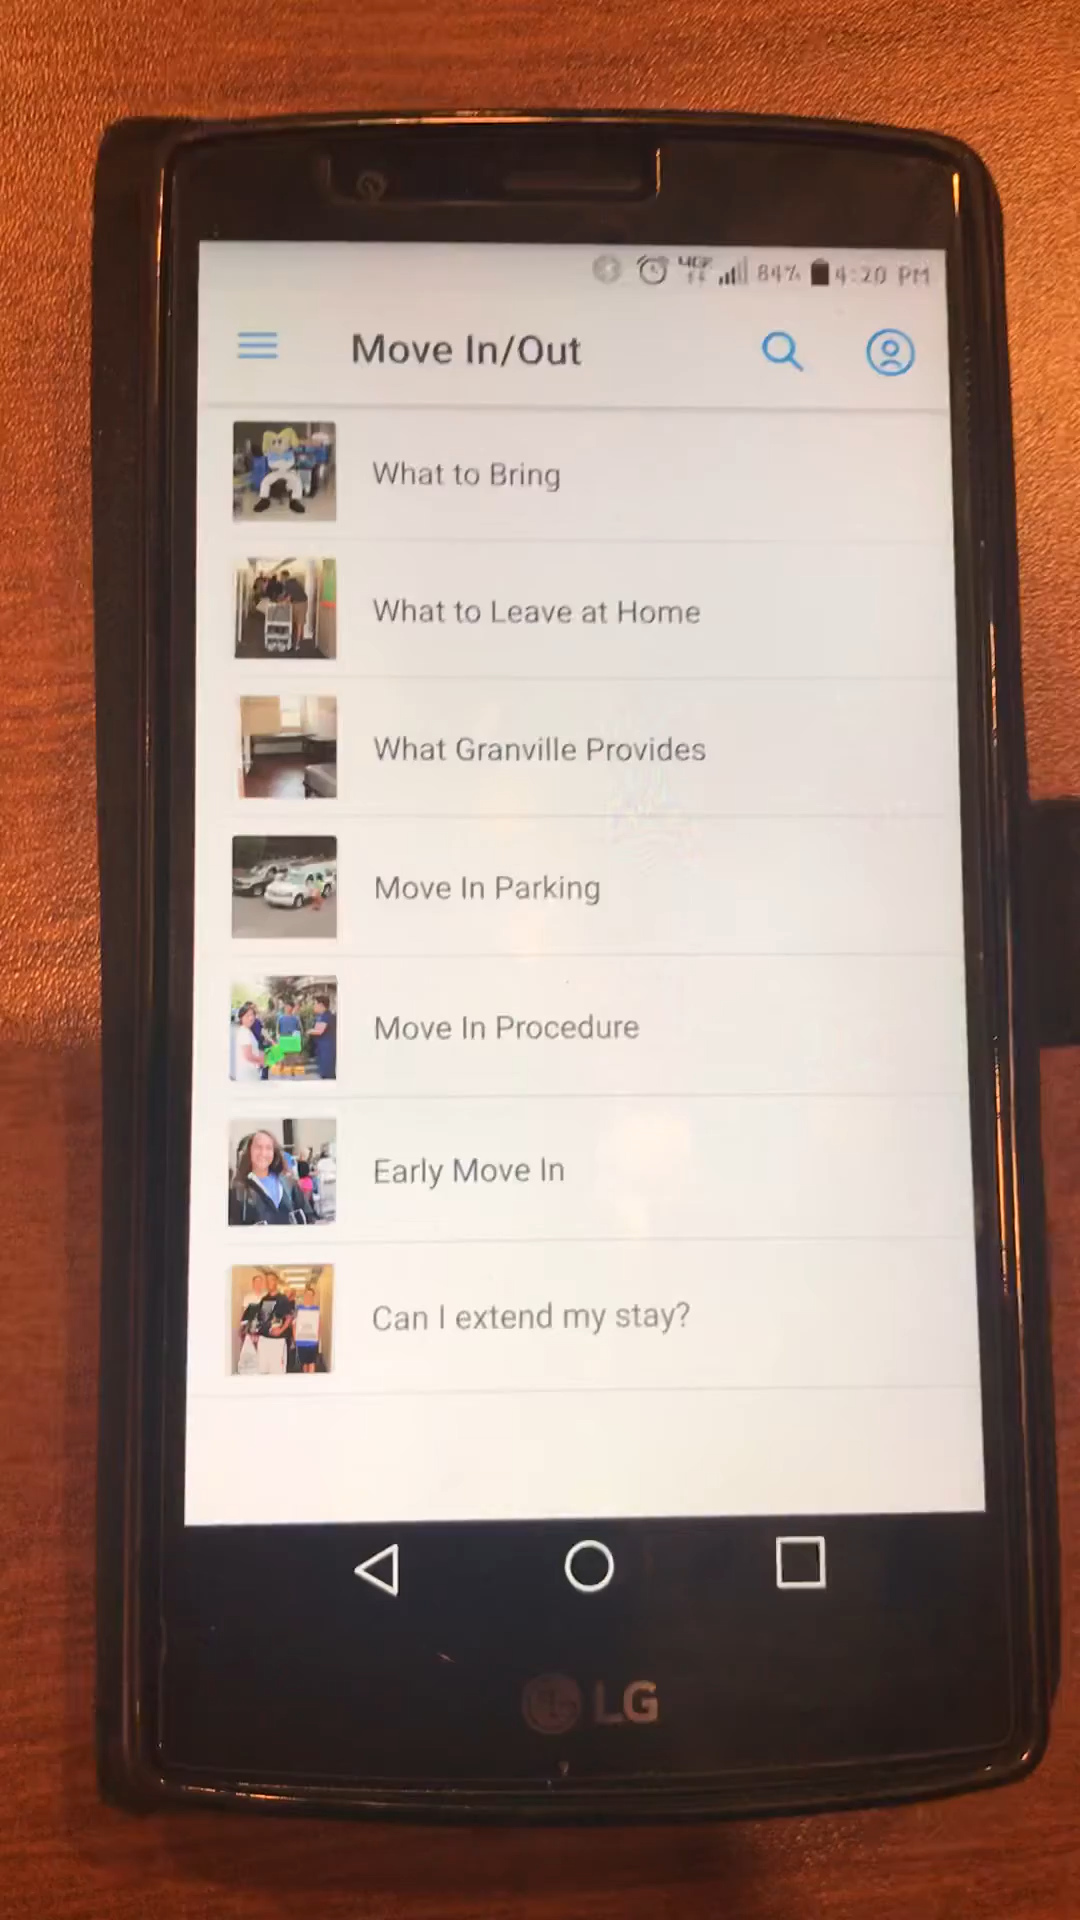 4G 84% 4:20 PM
Move In/Out
What to Bring
What to Leave at Home
What Granville Provides
Move In Parking
Move In Procedure
Early Move In
Can I extend my stay?
LG